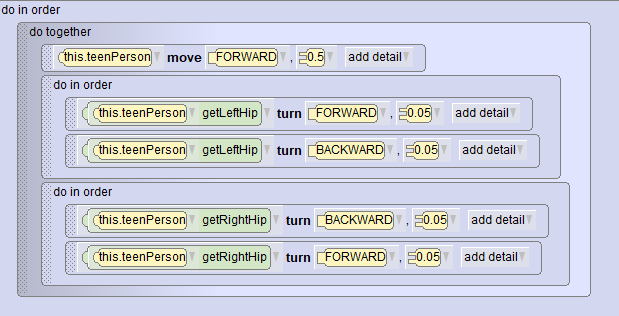 do in order
do together
this.teenPerson move FORWARD , 0.5 add detail
do in order
this.teenPerson getLeftHip turn FORWARD , 0.05 add detail
this.teenPerson getLeftHip turn BACKWARD , 0.05 add detail
do in order
this.teenPerson getRightHip turn BACKWARD , 0.05 add detail
this.teenPerson getRightHip turn FORWARD , 0.05 add detail